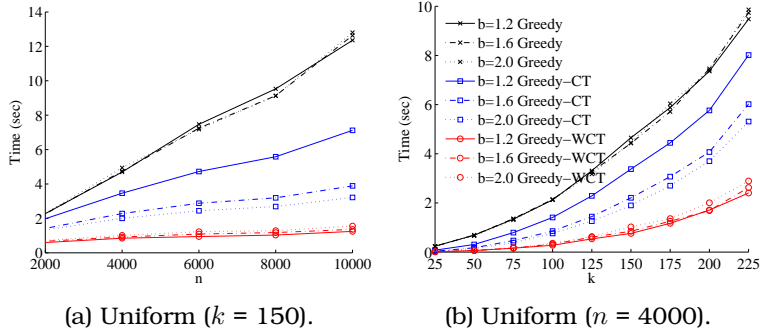 14
12
10
8
6
4
2
0
Time (sec)
2000 4000 6000 8000 10000
n
(a) Uniform (k = 150).
10
8
6
4
2
0
Time (sec)
b=1.2 Greedy
b=1.6 Greedy
b=2.0 Greedy
b=1.2 Greedy−CT
b=1.6 Greedy−CT
b=2.0 Greedy−CT
b=1.2 Greedy−WCT
b=1.6 Greedy−WCT
b=2.0 Greedy−WCT
25 50 75 100 125 150 175 200 225
k
(b) Uniform (n = 4000).